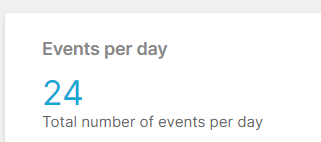 Events per day
24
Total number of events per day